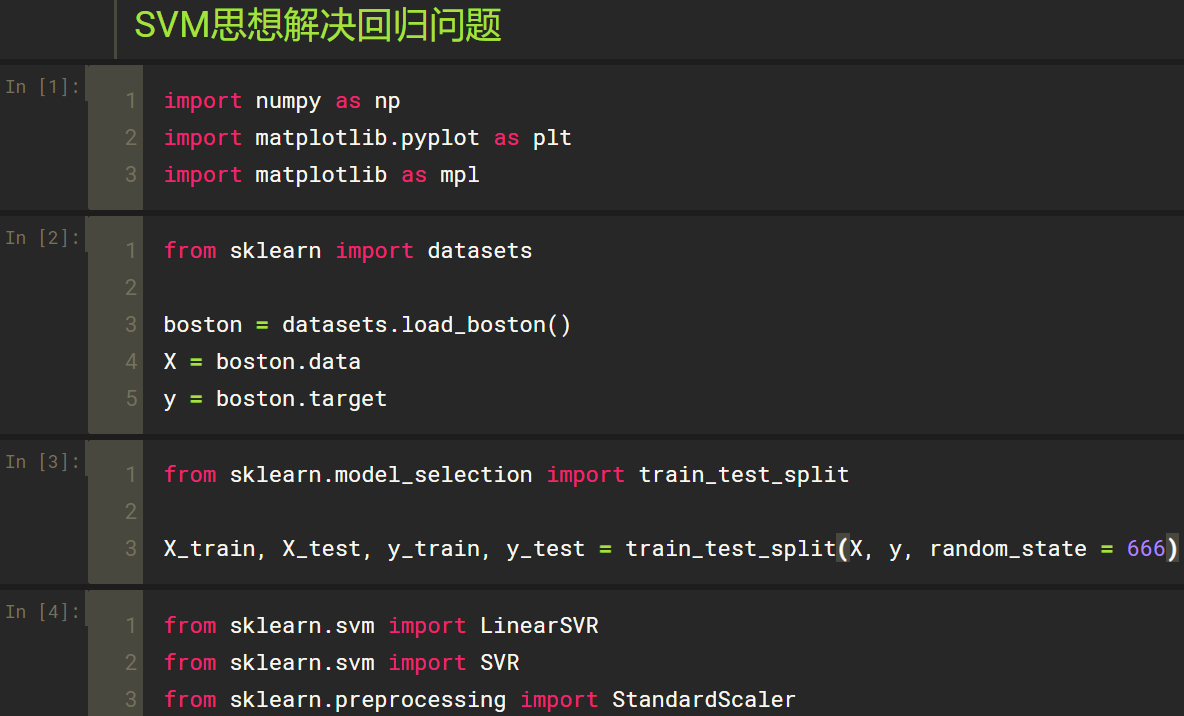 SVM思想解决回归问题
In [1]:
1 import numpy as np
2 import matplotlib.pyplot as plt
3 import matplotlib as mpl
In [2]:
1 from sklearn import datasets
2
3 boston = datasets.load_boston()
4 X = boston.data
5 y = boston.target
In [3]:
1 from sklearn.model_selection import train_test_split
2
3 X_train, X_test, y_train, y_test = train_test_split(X, y, random_state = 666)
In [4]:
1 from sklearn.svm import LinearSVR
2 from sklearn.svm import SVR
3 from sklearn.preprocessing import StandardScaler